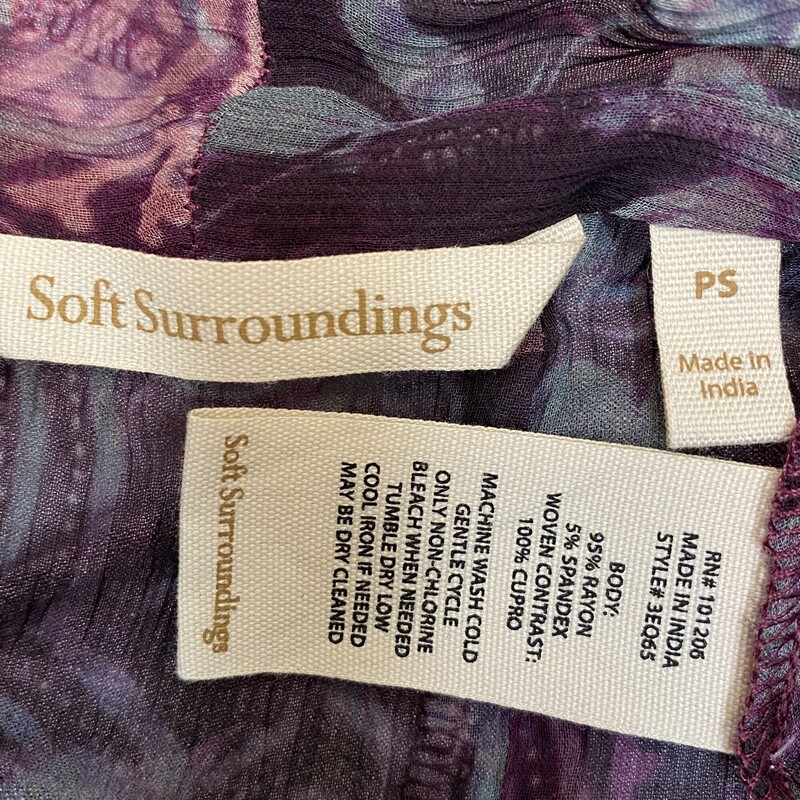 Soft Surroundings
PS
Made in
India
RN# 101206
MADE IN INDIA
STYLE# 3EQ65
BODY:
95% RAYON
5% SPANDEX
WOVEN CONTRAST:
100% CUPRO
MACHINE WASH COLD
GENTLE CYCLE
ONLY NON-CHLORINE
BLEACH WHEN NEEDED
TUMBLE DRY LOW
COOL IRON IF NEEDED
MAY BE DRY CLEANED
Soft Surroundings